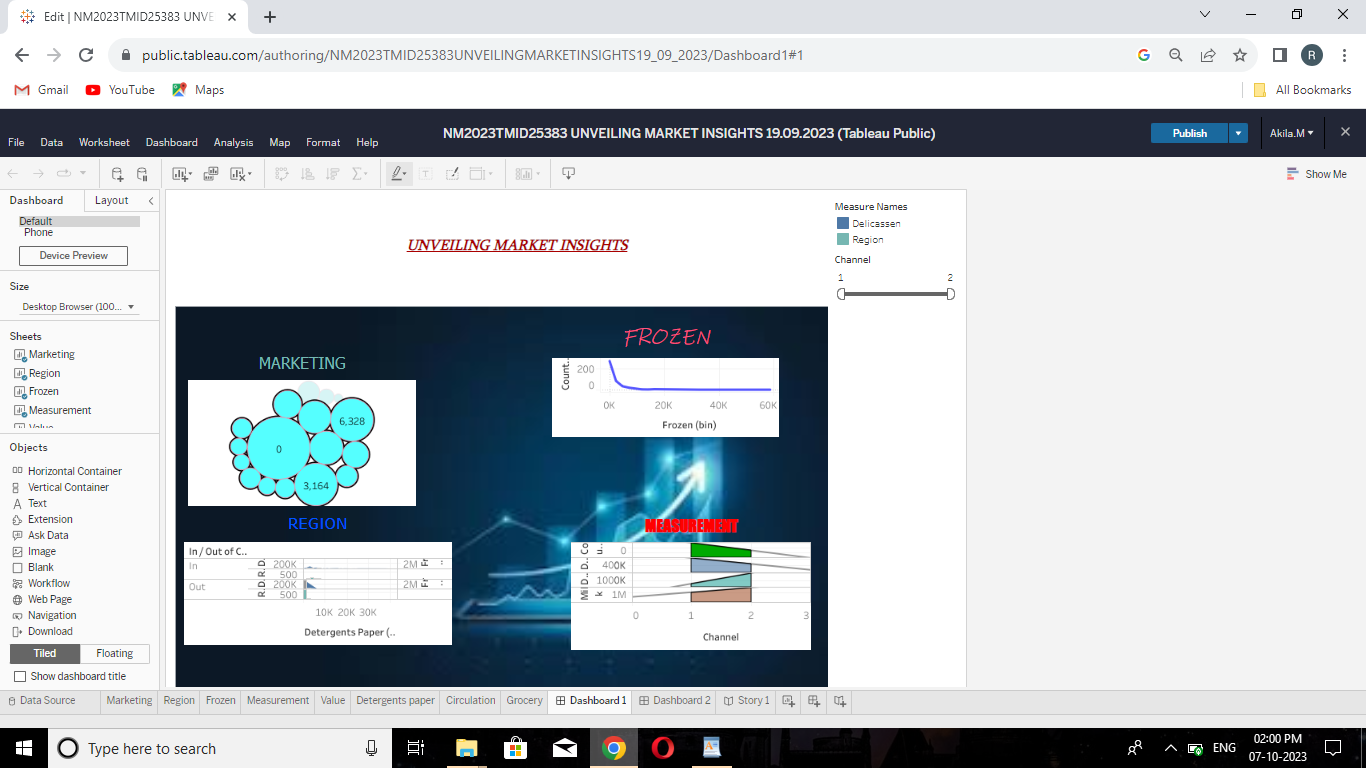 Edit | NM2023TMID25383 UNVE
public.tableau.com/authoring/NM2023TMID25383UNVEILINGMARKETINSIGHTS19_09_2023/Dashboard1#1
R
Gmail YouTube Maps All Bookmarks
NM2023TMID25383 UNVEILING MARKET INSIGHTS 19.09.2023 (Tableau Public)
Publish Akila.M
File Data Worksheet Dashboard Analysis Map Format Help
Show Me
Dashboard Layout
Default
Phone
Device Preview
Size
Desktop Browser (100...
Sheets
Marketing
Region
Frozen
Measurement
Value
Objects
Horizontal Container
Vertical Container
Text
Extension
Ask Data
Image
Blank
Workflow
Web Page
Navigation
Download
Tiled Floating
Show dashboard title
UNVEILING MARKET INSIGHTS
Measure Names
Delicassen
Region
Channel
1 2
MARKETING
6,328
0
3,164
FROZEN
Count..
200
0
0K 20K 40K 60K
Frozen (bin)
REGION
In / Out of C..
In R.D. 200K 2M Fr
500
Out R.D. 200K 2M Fr
500
10K 20K 30K
Detergents Paper (..
MEASUREMENT
Co u.. 0
D.. 400K
D.. 1000K
Mil k 1M
0 1 2 3
Channel
Data Source Marketing Region Frozen Measurement Value Detergents paper Circulation Grocery Dashboard 1 Dashboard 2 Story 1
Type here to search
ENG
02:00 PM
07-10-2023